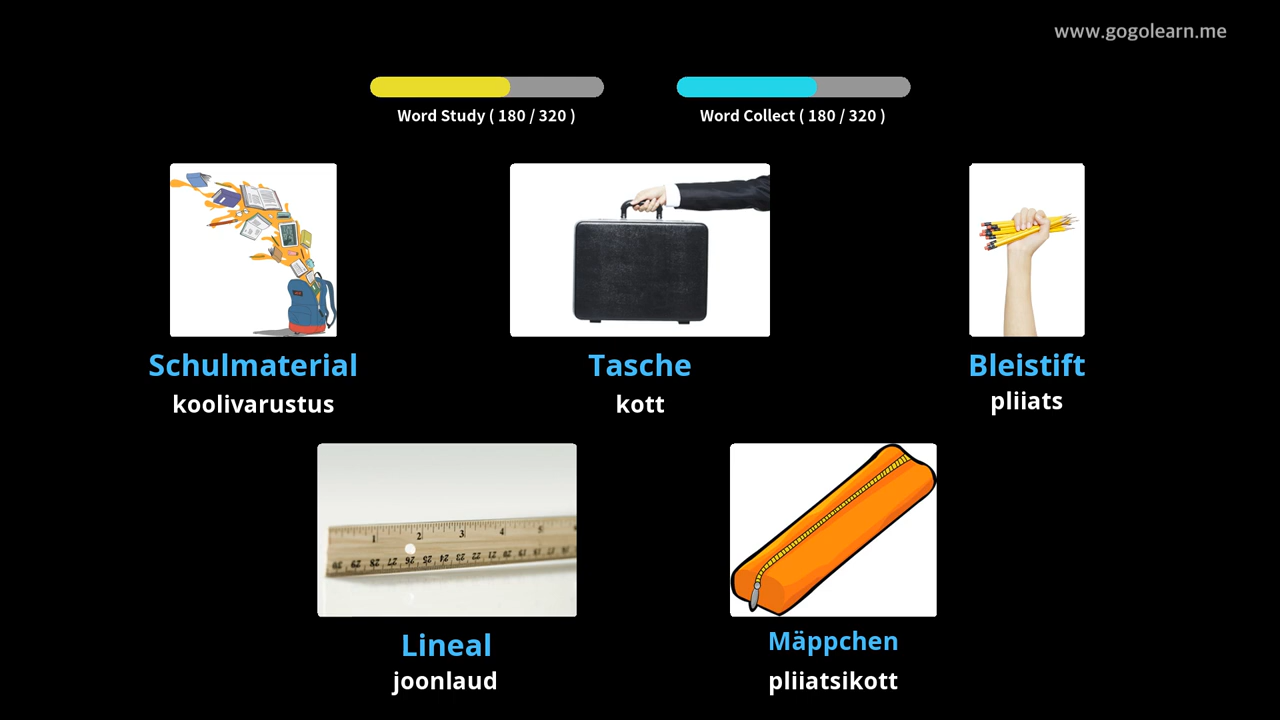 www.gogolearn.me
Word Study ( 180 / 320 )
Word Collect ( 180 / 320 )
Schulmaterial
koolivarustus
Tasche
kott
Bleistift
pliiats
Lineal
joonlaud
Mäppchen
pliiatsikott